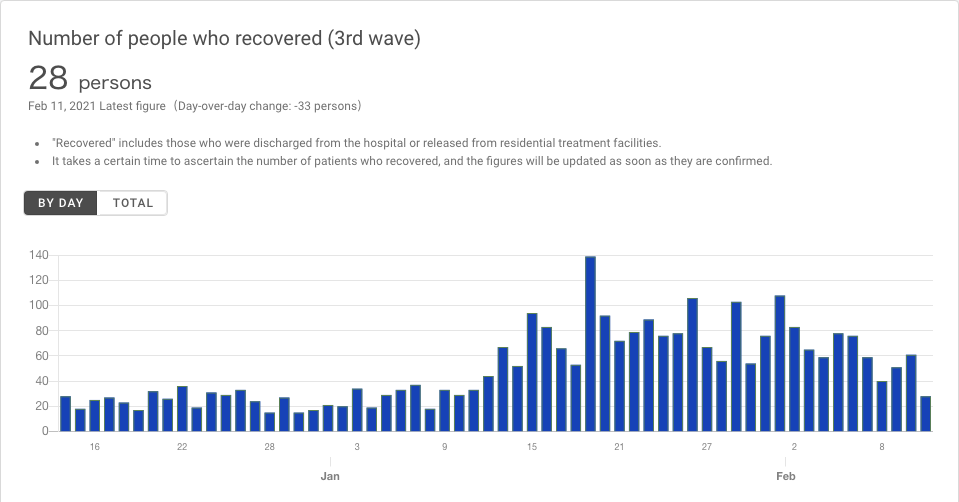 Number of people who recovered (3rd wave)
28 persons
Feb 11, 2021 Latest figure (Day-over-day change: -33 persons)
• "Recovered" includes those who were discharged from the hospital or released from residential treatment facilities.
• It takes a certain time to ascertain the number of patients who recovered, and the figures will be updated as soon as they are confirmed.
BY DAY TOTAL
140
120
100
80
60
40
20
0
16 22 28 3 9 15 21 27 2 8
Jan Feb